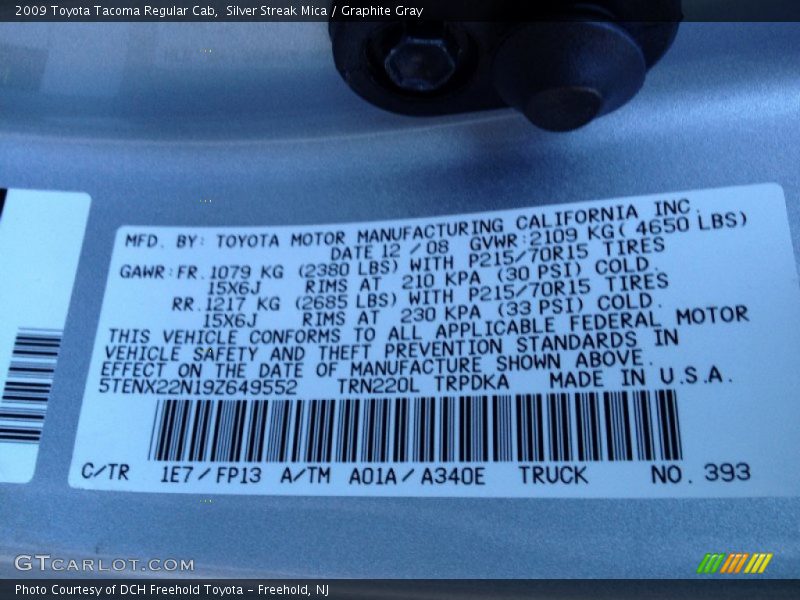 2009 Toyota Tacoma Regular Cab,  Silver Streak Mica / Graphite Gray
MFD. BY: TOYOTA MOTOR MANUFACTURING CALIFORNIA INC.
DATE 12 / 08   GVWR:2109 KG( 4650 LBS)
GAWR:FR.1079 KG (2380 LBS) WITH P215/70R15 TIRES
15X6J   RIMS AT  210 KPA (30 PSI) COLD.
RR.1217 KG (2685 LBS) WITH P215/70R15 TIRES
15X6J   RIMS AT  230 KPA (33 PSI) COLD.
THIS VEHICLE CONFORMS TO ALL APPLICABLE FEDERAL MOTOR
VEHICLE SAFETY AND THEFT PREVENTION STANDARDS IN
EFFECT ON THE DATE OF MANUFACTURE SHOWN ABOVE.
5TENX22N19Z649552   TRN220L TRPDKA   MADE IN U.S.A.
C/TR   1E7/FP13  A/TM  A01A/A340E   TRUCK   NO. 393
GTCARLOT.COM
Photo Courtesy of DCH Freehold Toyota - Freehold, NJ